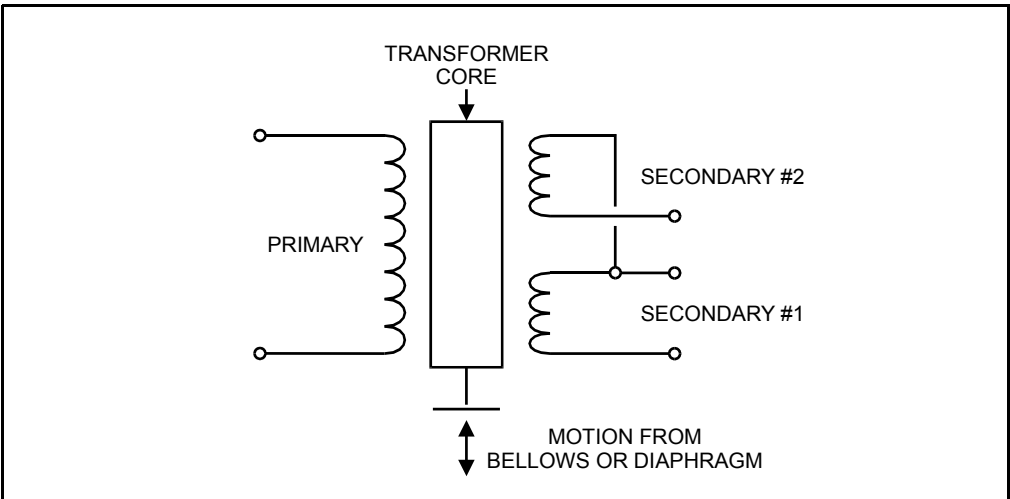 TRANSFORMER
CORE
SECONDARY #2
PRIMARY
SECONDARY #1
MOTION FROM
BELLOWS OR DIAPHRAGM